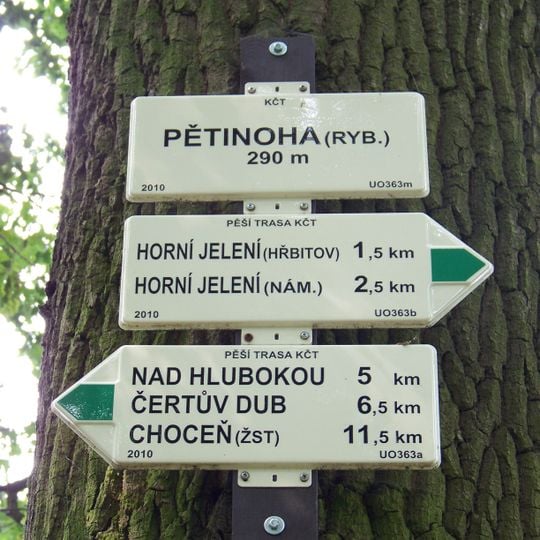 KČT
PĚTINOHA (RYB.)
290 m
2010 UO363m
PĚŠÍ TRASA KČT
HORNÍ JELENÍ (HŘBITOV) 1,5 km
HORNÍ JELENÍ (NÁM.) 2,5 km
2010 UO363b
PĚŠÍ TRASA KČT
NAD HLUBOKOU 5 km
ČERTŮV DUB 6,5 km
CHOCEŇ (ŽST) 11,5 km
2010 UO363a